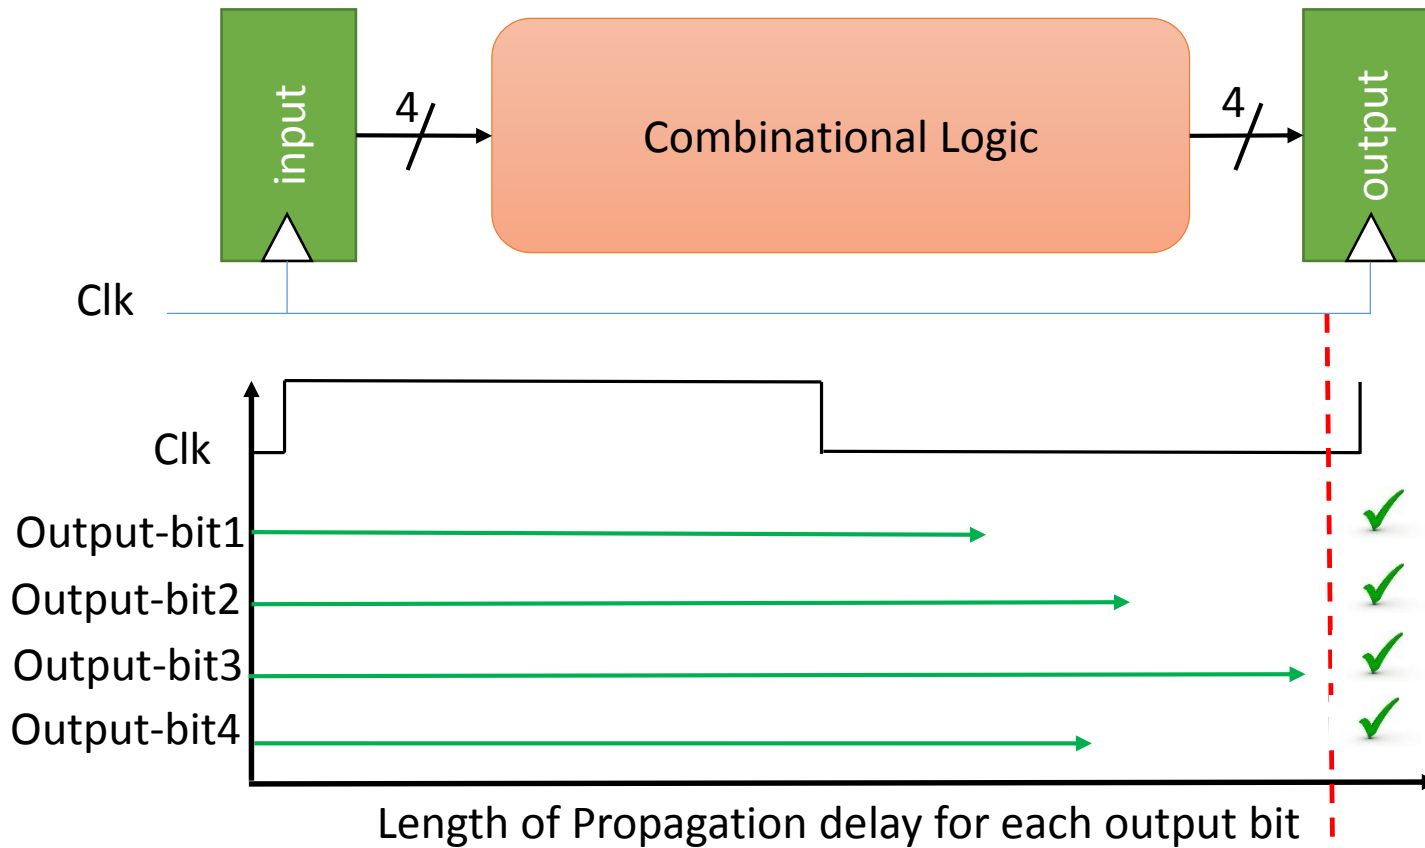 input
4
Combinational Logic
4
output
Clk
Clk
Output-bit1
Output-bit2
Output-bit3
Output-bit4
Length of Propagation delay for each output bit